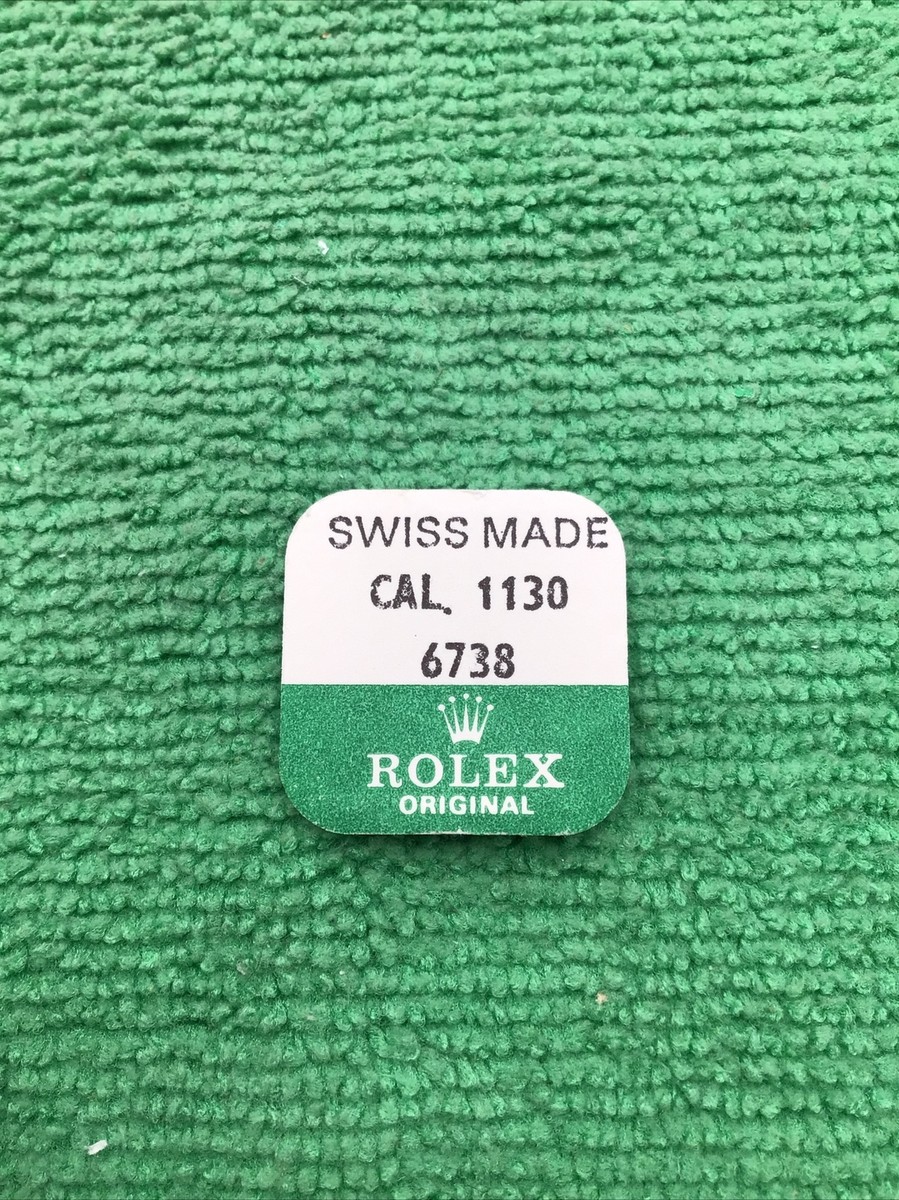 SWISS MADE
CAL. 1130
6738
ROLEX
ORIGINAL